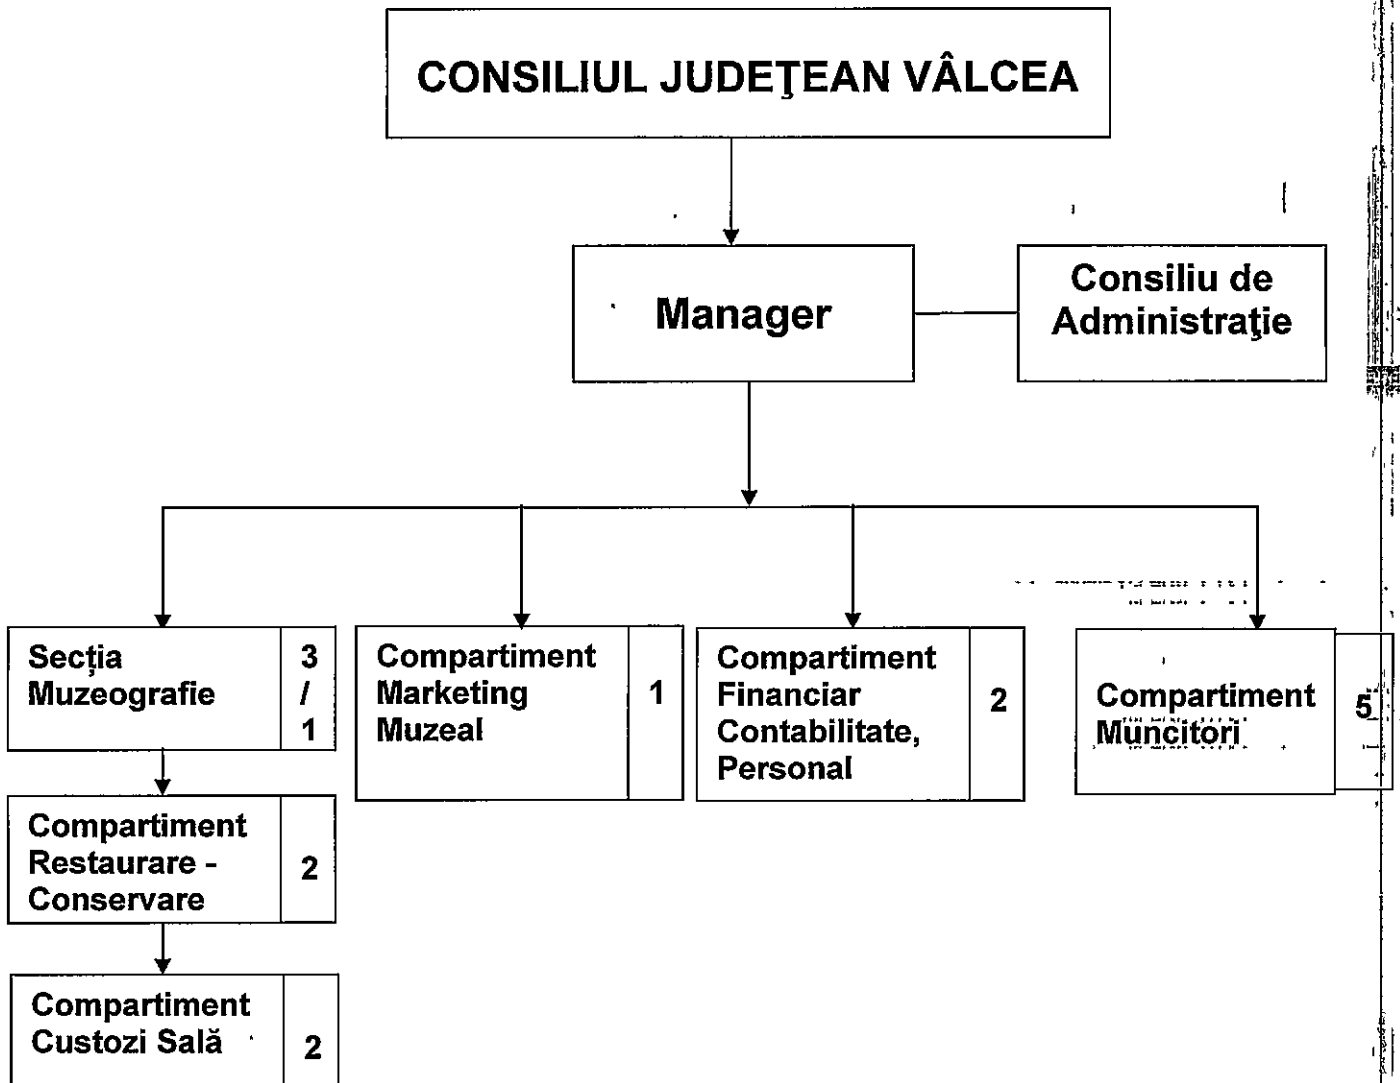 CONSILIUL JUDEŢEAN VÂLCEA
Manager
Consiliu de
Administraţie
Secția
Muzeografie
3
/
1
Compartiment
Marketing
Muzeal
1
Compartiment
Financiar
Contabilitate,
Personal
2
Compartiment
Muncitori
5
Compartiment
Restaurare -
Conservare
2
Compartiment
Custozi Sală
2